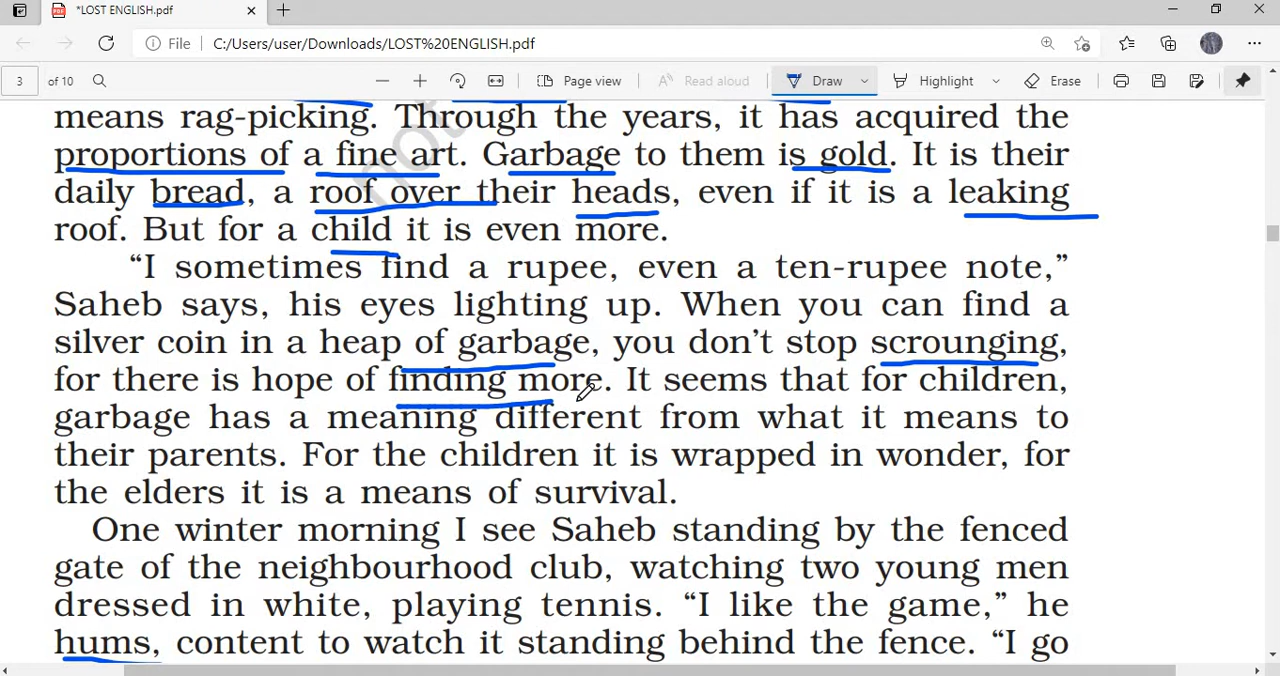 *LOST ENGLISH.pdf
File C:/Users/user/Downloads/LOST%20ENGLISH.pdf
3 of 10 Page view Read aloud Draw Highlight Erase
means rag-picking. Through the years, it has acquired the
proportions of a fine art. Garbage to them is gold. It is their
daily bread, a roof over their heads, even if it is a leaking
roof. But for a child it is even more.
“I sometimes find a rupee, even a ten-rupee note,”
Saheb says, his eyes lighting up. When you can find a
silver coin in a heap of garbage, you don’t stop scrounging,
for there is hope of finding more. It seems that for children,
garbage has a meaning different from what it means to
their parents. For the children it is wrapped in wonder, for
the elders it is a means of survival.
One winter morning I see Saheb standing by the fenced
gate of the neighbourhood club, watching two young men
dressed in white, playing tennis. “I like the game,” he
hums, content to watch it standing behind the fence. “I go
not